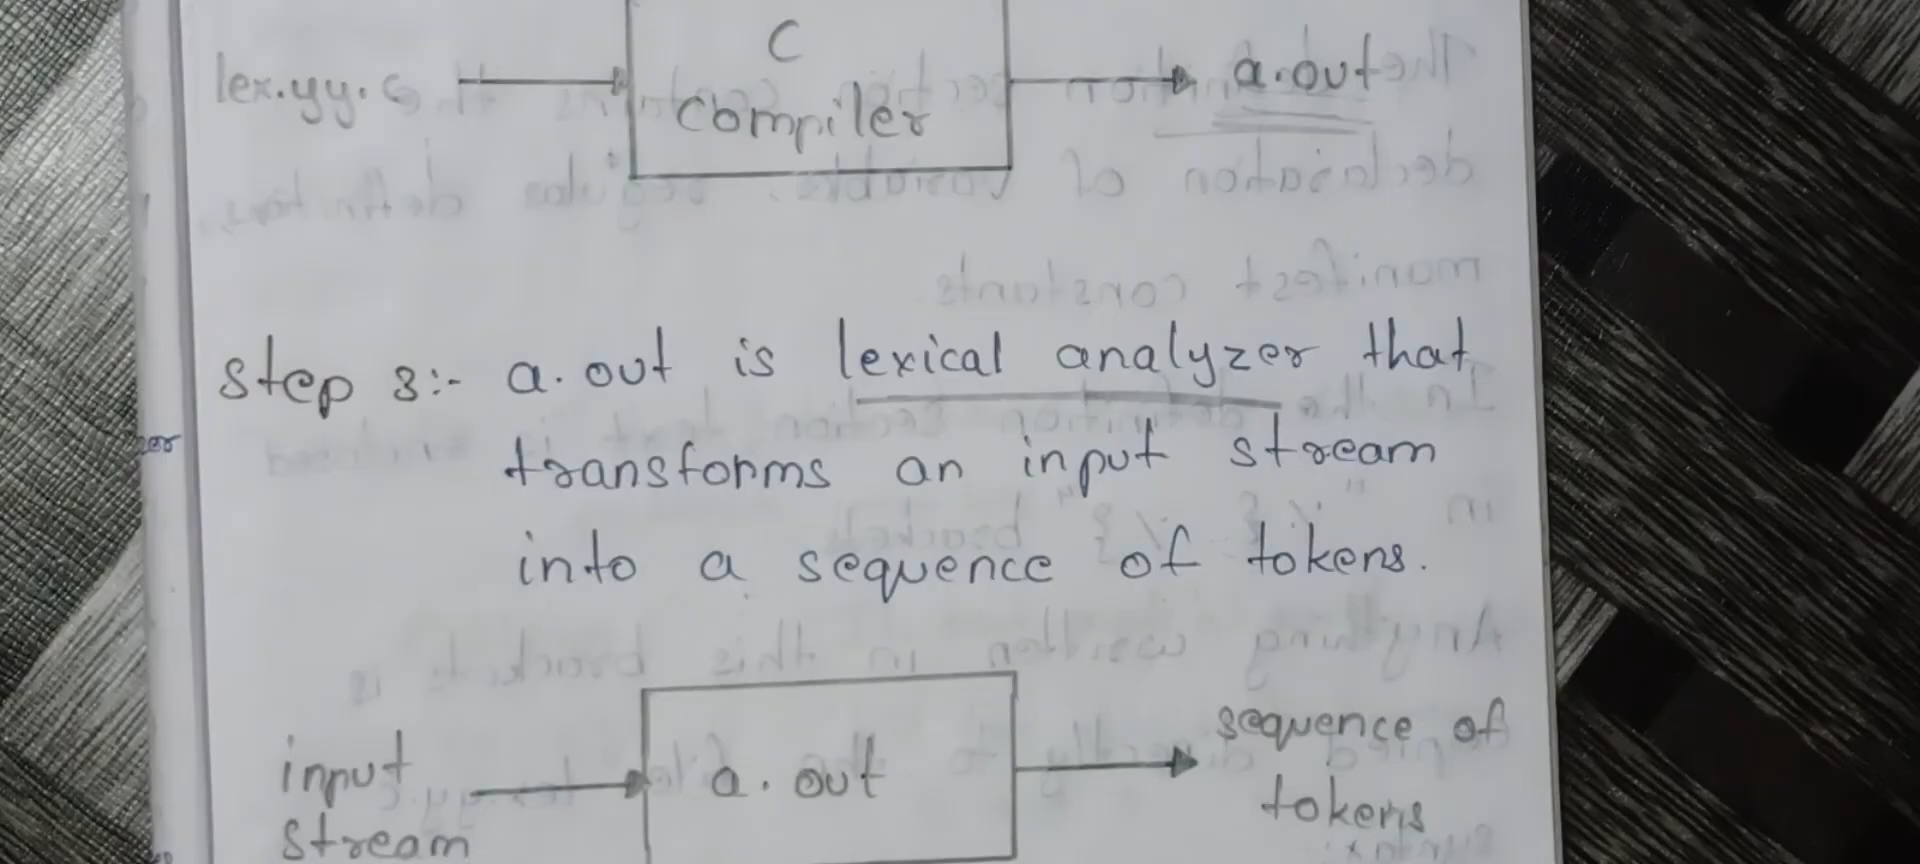 lex.yy.c → C Compiler → a.out
step 3:- a.out is lexical analyzer that
transforms an input stream
into a sequence of tokens.
input stream → a.out → sequence of tokens